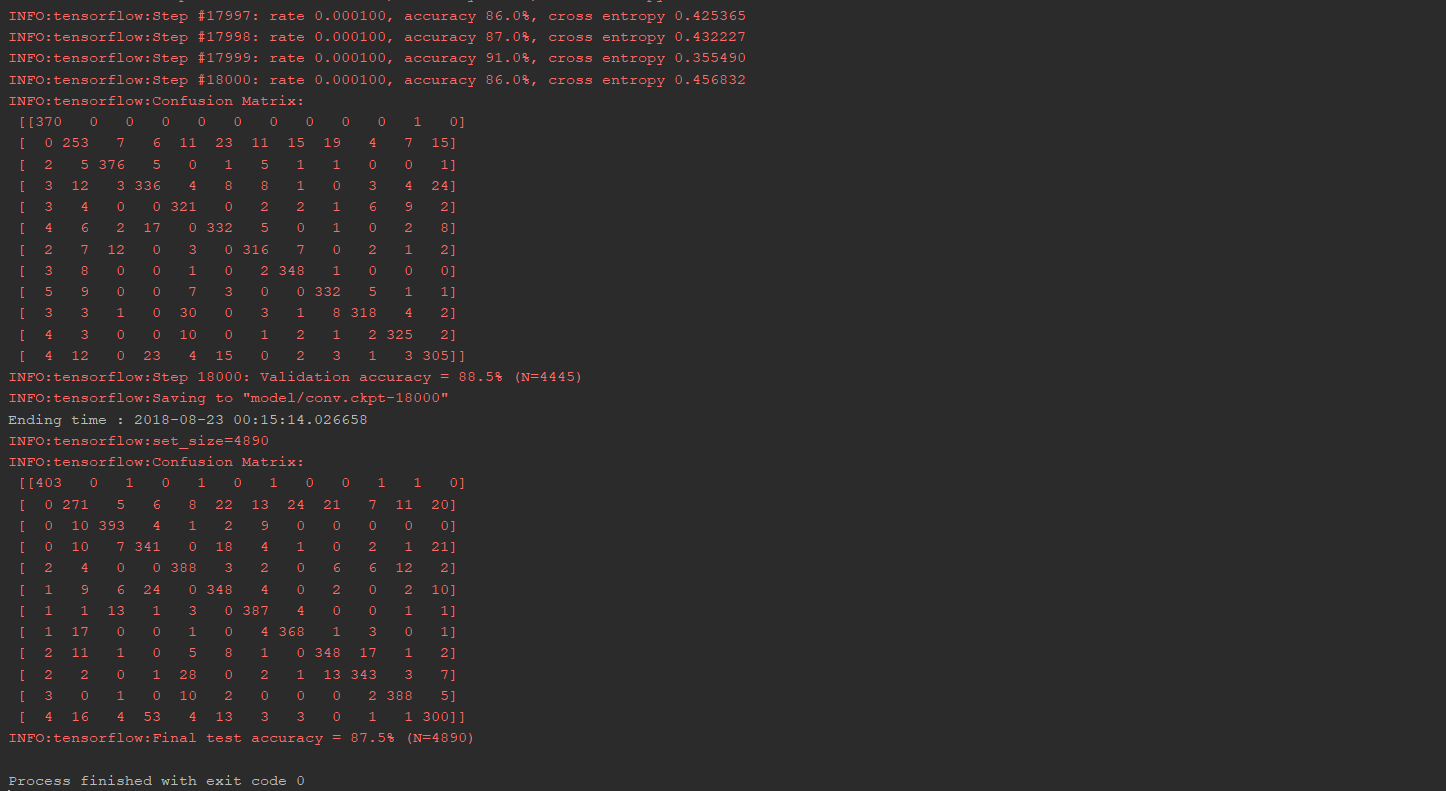 INFO:tensorflow:Step #17997: rate 0.000100, accuracy 86.0%, cross entropy 0.425365
INFO:tensorflow:Step #17998: rate 0.000100, accuracy 87.0%, cross entropy 0.432227
INFO:tensorflow:Step #17999: rate 0.000100, accuracy 91.0%, cross entropy 0.355490
INFO:tensorflow:Step #18000: rate 0.000100, accuracy 86.0%, cross entropy 0.456832
INFO:tensorflow:Confusion Matrix:
[[370 0 0 0 0 0 0 0 0 0 1 0]
[ 0 253 7 6 11 23 11 15 19 4 7 15]
[ 2 5 376 5 0 1 5 1 1 0 0 1]
[ 3 12 3 336 4 8 8 1 0 3 4 24]
[ 3 4 0 0 321 0 2 2 1 6 9 2]
[ 4 6 2 17 0 332 5 0 1 0 2 8]
[ 2 7 12 0 3 0 316 7 0 2 1 2]
[ 3 8 0 0 1 0 2 348 1 0 0 0]
[ 5 9 0 0 7 3 0 0 332 5 1 1]
[ 3 3 1 0 30 0 3 1 8 318 4 2]
[ 4 3 0 0 10 0 1 2 1 2 325 2]
[ 4 12 0 23 4 15 0 2 3 1 3 305]]
INFO:tensorflow:Step 18000: Validation accuracy = 88.5% (N=4445)
INFO:tensorflow:Saving to "model/conv.ckpt-18000"
Ending time : 2018-08-23 00:15:14.026658
INFO:tensorflow:set_size=4890
INFO:tensorflow:Confusion Matrix:
[[403 0 1 0 1 0 1 0 0 1 1 0]
[ 0 271 5 6 8 22 13 24 21 7 11 20]
[ 0 10 393 4 1 2 9 0 0 0 0 0]
[ 0 10 7 341 0 18 4 1 0 2 1 21]
[ 2 4 0 0 388 3 2 0 6 6 12 2]
[ 1 9 6 24 0 348 4 0 2 0 2 10]
[ 1 1 13 1 3 0 387 4 0 0 1 1]
[ 1 17 0 0 1 0 4 368 1 3 0 1]
[ 2 11 1 0 5 8 1 0 348 17 1 2]
[ 2 2 0 1 28 0 2 1 13 343 3 7]
[ 3 0 1 0 10 2 0 0 0 2 388 5]
[ 4 16 4 53 4 13 3 3 0 1 1 300]]
INFO:tensorflow:Final test accuracy = 87.5% (N=4890)
Process finished with exit code 0